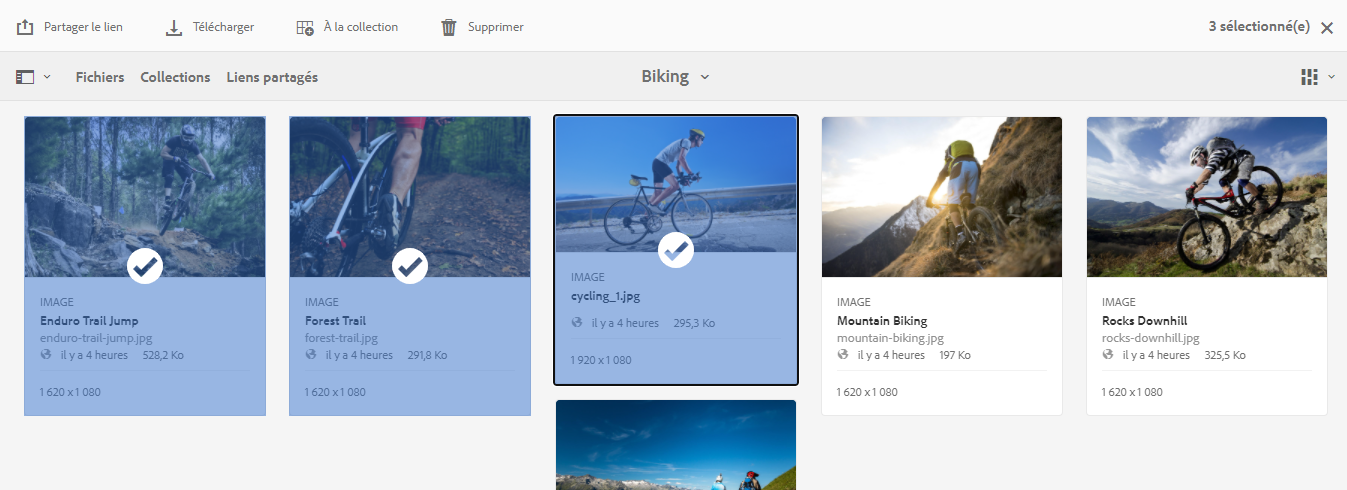 Partager le lien Télécharger À la collection Supprimer 3 sélectionné(e)
Fichiers Collections Liens partagés Biking
IMAGE
Enduro Trail Jump
enduro-trail-jump.jpg
il y a 4 heures 528,2 Ko
1 620 x 1 080
IMAGE
Forest Trail
forest-trail.jpg
il y a 4 heures 291,8 Ko
1 620 x 1 080
IMAGE
cycling_1.jpg
il y a 4 heures 295,3 Ko
1 920 x 1 080
IMAGE
Mountain Biking
mountain-biking.jpg
il y a 4 heures 197 Ko
1 620 x 1 080
IMAGE
Rocks Downhill
rocks-downhill.jpg
il y a 4 heures 325,5 Ko
1 620 x 1 080